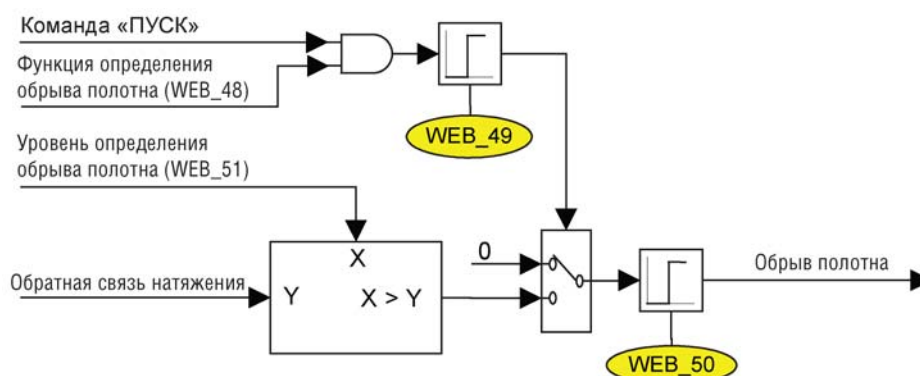 Команда «ПУСК»
Функция определения
обрыва полотна (WEB_48)
WEB_49
Уровень определения
обрыва полотна (WEB_51)
X
0
Обрыв полотна
Обратная связь натяжения
Y
X > Y
WEB_50